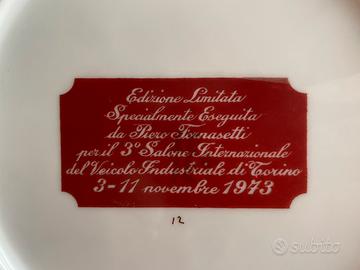 Edizione Limitata
Specialmente Eseguita
da Piero Fornasetti
per il 3º Salone Internazionale
del Veicolo Industriale di Torino
3-11 novembre 1973
12
subito